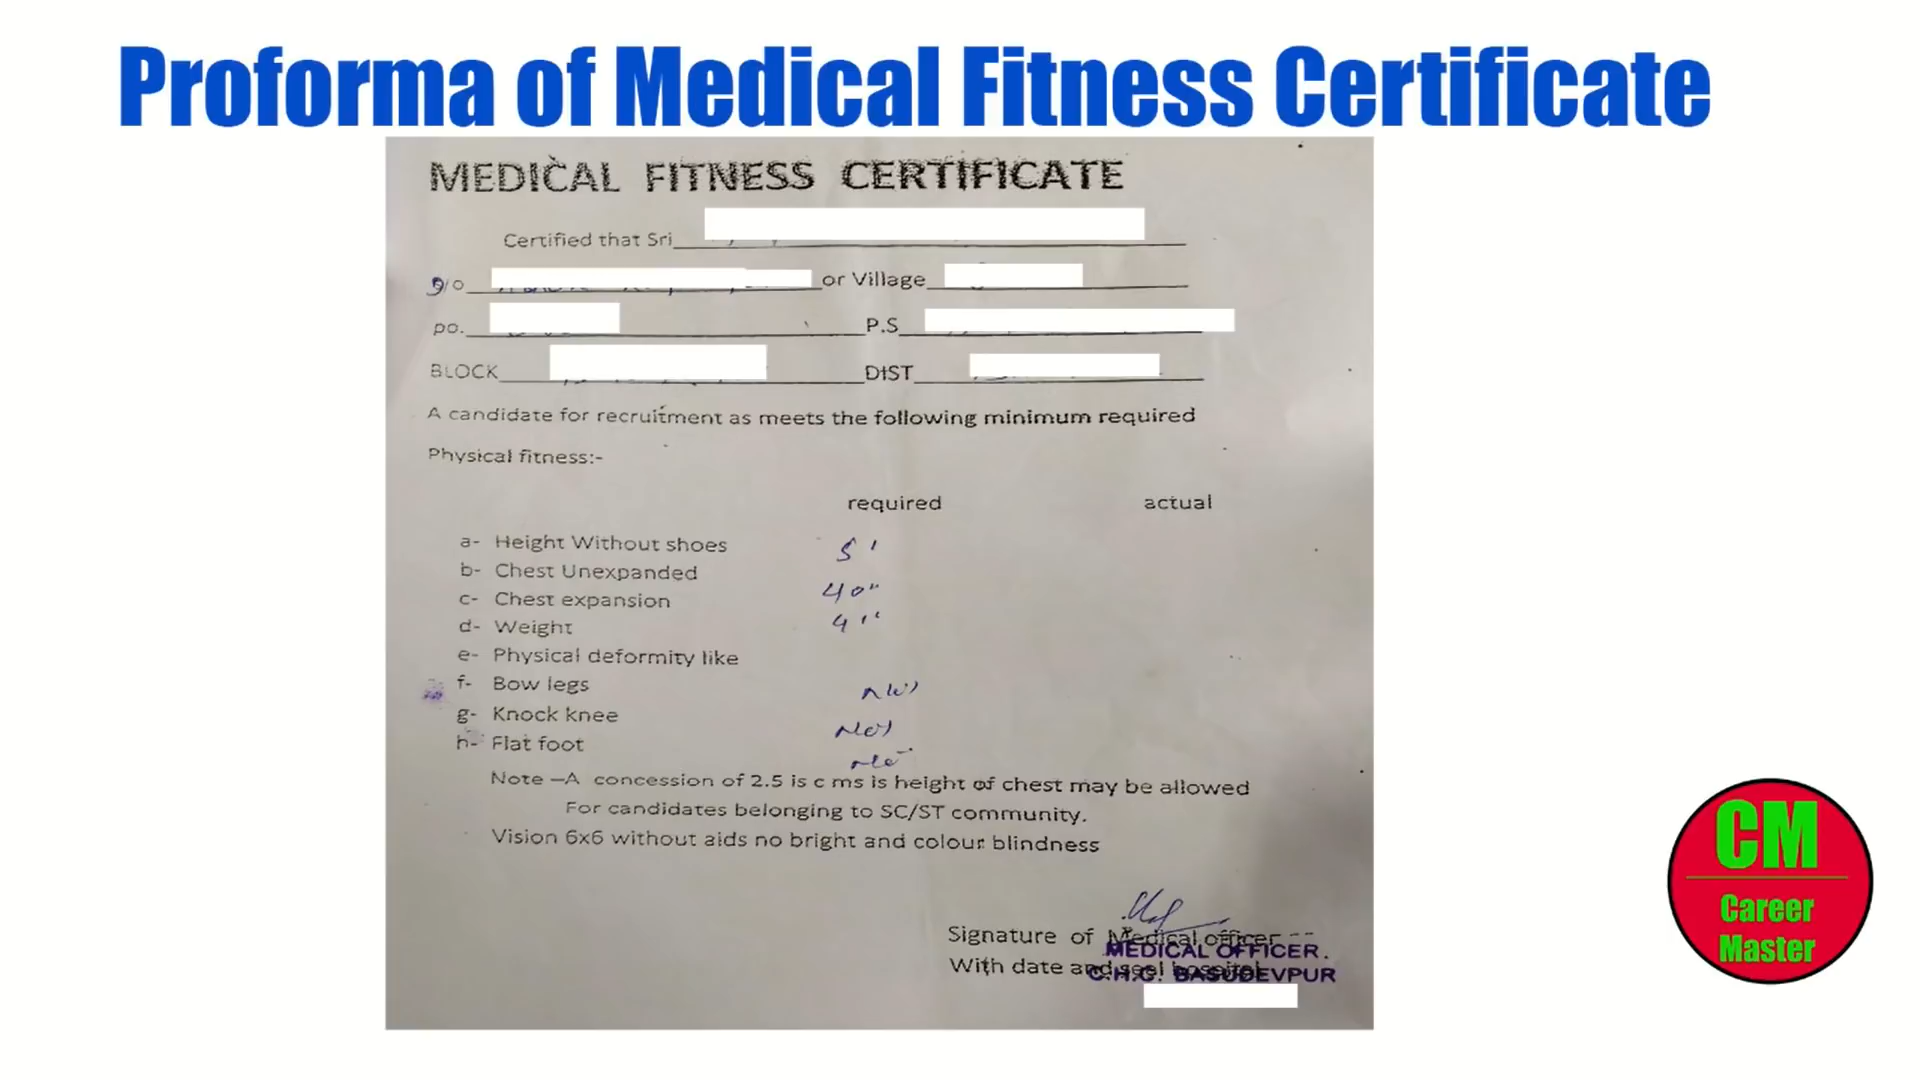 Proforma of Medical Fitness Certificate
MEDICAL FITNESS CERTIFICATE
Certified that Sri
/o or Village
po. P.S
BLOCK DIST
A candidate for recruitment as meets the following minimum required
Physical fitness:-
required actual
a- Height Without shoes 5'
b- Chest Unexpanded 40"
c- Chest expansion 41"
d- Weight
e- Physical deformity like
f- Bow legs
g- Knock knee
h- Flat foot
Note –A concession of 2.5 is c ms is height of chest may be allowed
For candidates belonging to SC/ST community.
Vision 6x6 without aids no bright and colour blindness
Signature of Medical officer
MEDICAL OFFICER.
With date and seal hospital
C.H.C. BASUDEVPUR
CM
Career
Master